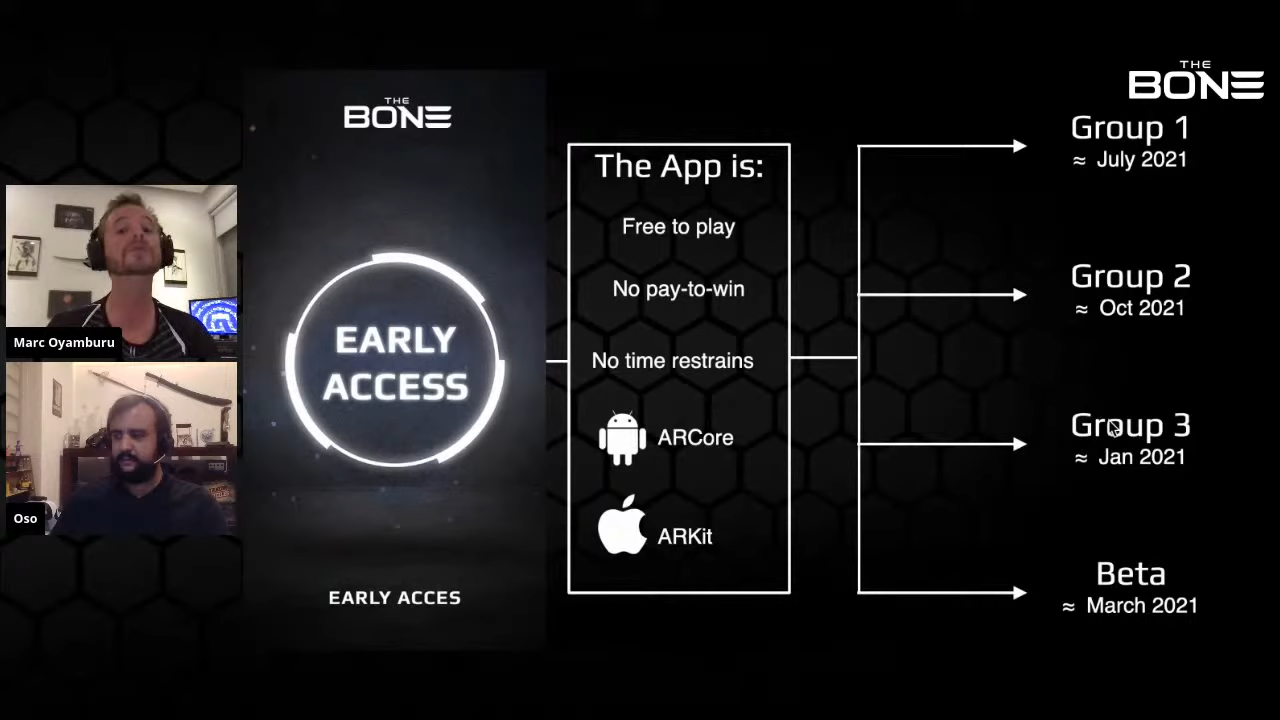 THE
BONE
EARLY
ACCESS
EARLY ACCES
Marc Oyamburu
Oso
The App is:
Free to play
No pay-to-win
No time restrains
ARCore
ARKit
THE
BONE
Group 1
≈ July 2021
Group 2
≈ Oct 2021
Group 3
≈ Jan 2021
Beta
≈ March 2021